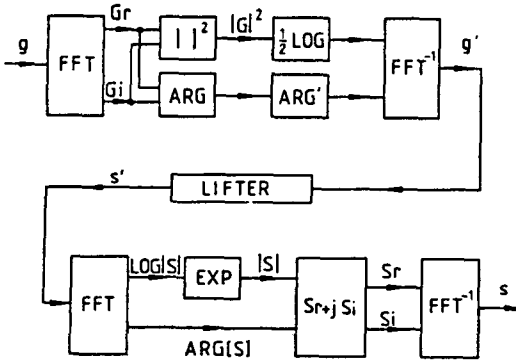 g
FFT
Gr
Gi
| |²
|G|²
½ LOG
ARG
ARG'
FFT⁻¹
g'
s'
LIFTER
FFT
LOG|S|
EXP
|S|
ARG[S]
Sr+j Si
Sr
Si
FFT⁻¹
s